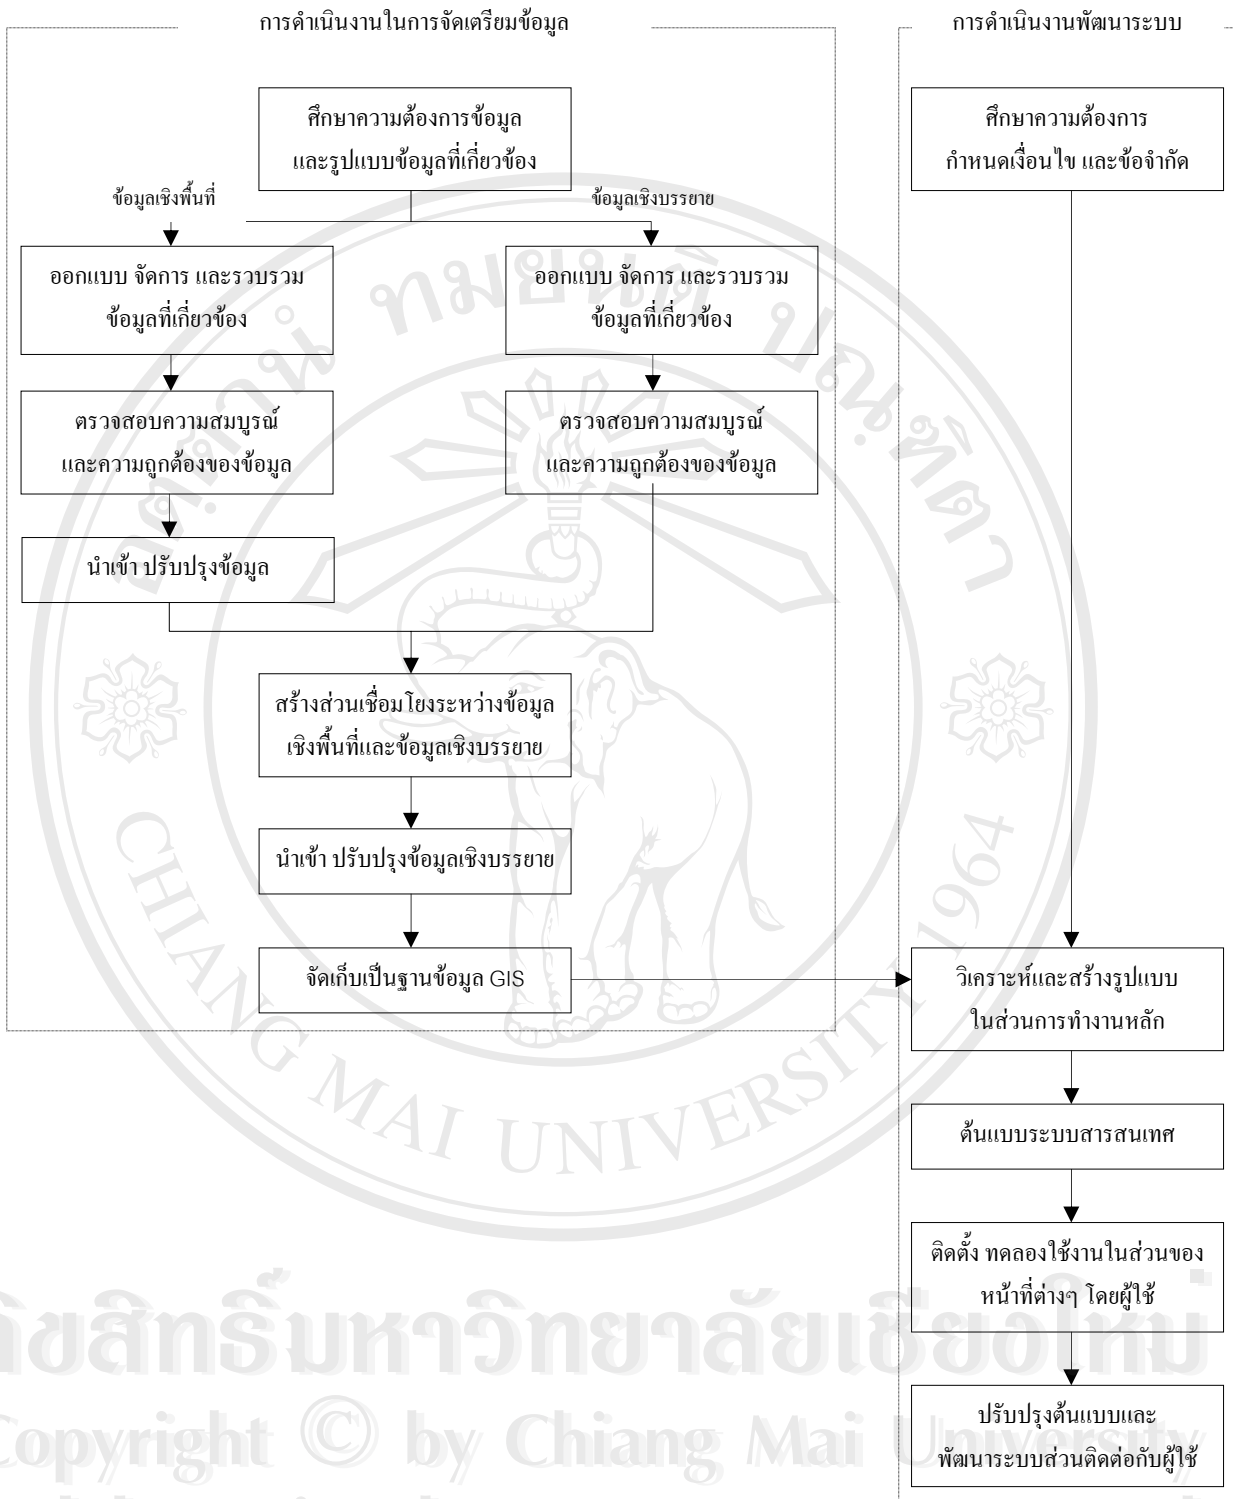 การดำเนินงานในการจัดเตรียมข้อมูล
การดำเนินงานพัฒนาระบบ
ศึกษาความต้องการข้อมูล
และรูปแบบข้อมูลที่เกี่ยวข้อง
ศึกษาความต้องการ
กำหนดเงื่อนไข และข้อจำกัด
ข้อมูลเชิงพื้นที่
ข้อมูลเชิงบรรยาย
ออกแบบ จัดการ และรวบรวม
ข้อมูลที่เกี่ยวข้อง
ออกแบบ จัดการ และรวบรวม
ข้อมูลที่เกี่ยวข้อง
ตรวจสอบความสมบูรณ์
และความถูกต้องของข้อมูล
ตรวจสอบความสมบูรณ์
และความถูกต้องของข้อมูล
นำเข้า ปรับปรุงข้อมูล
สร้างส่วนเชื่อมโยงระหว่างข้อมูล
เชิงพื้นที่และข้อมูลเชิงบรรยาย
นำเข้า ปรับปรุงข้อมูลเชิงบรรยาย
จัดเก็บเป็นฐานข้อมูล GIS
วิเคราะห์และสร้างรูปแบบ
ในส่วนการทำงานหลัก
ต้นแบบระบบสารสนเทศ
ติดตั้ง ทดลองใช้งานในส่วนของ
หน้าที่ต่างๆ โดยผู้ใช้
ปรับปรุงต้นแบบและ
พัฒนาระบบส่วนติดต่อกับผู้ใช้
CHIANG MAI UNIVERSITY 1964
Copyright © by Chiang Mai University